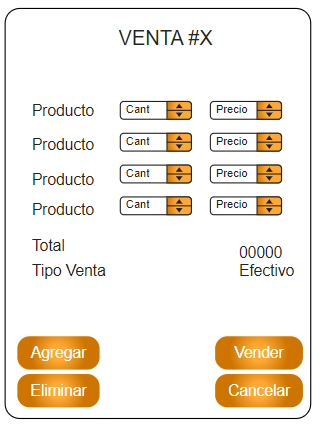 VENTA #X
Producto Cant Precio
Producto Cant Precio
Producto Cant Precio
Producto Cant Precio
Total 00000
Tipo Venta Efectivo
Agregar Vender
Eliminar Cancelar